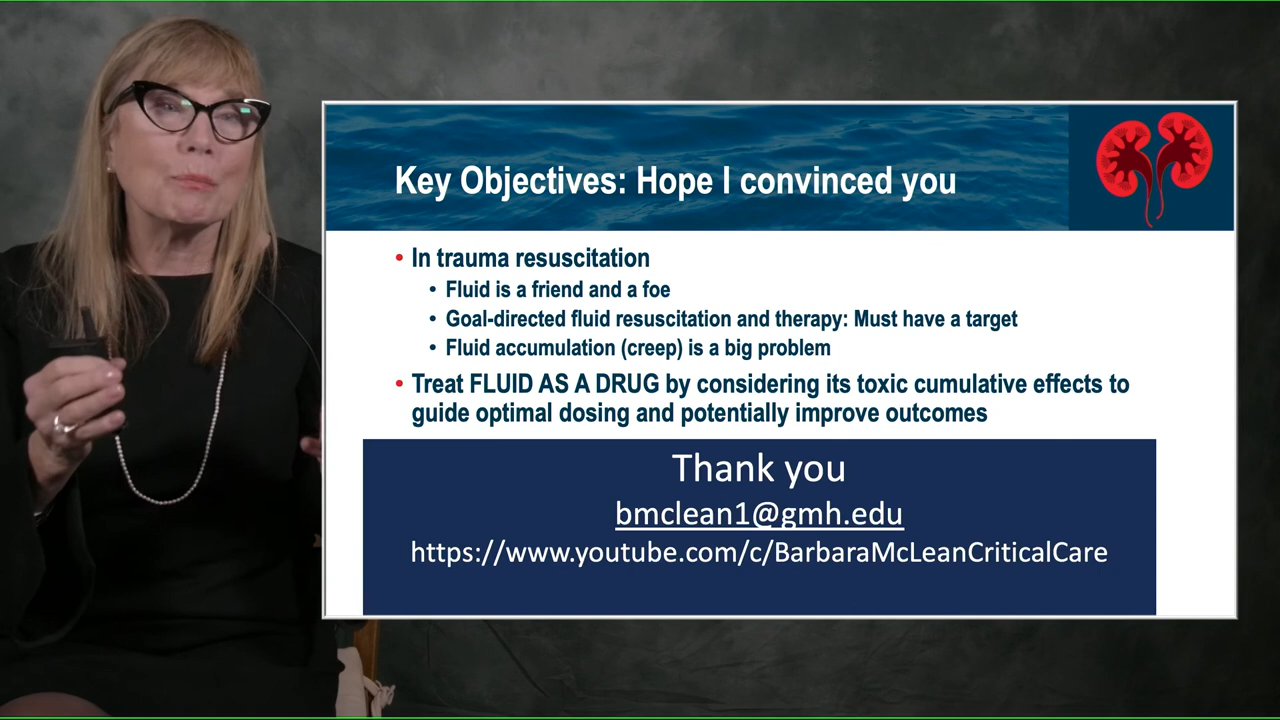 Key Objectives: Hope I convinced you
• In trauma resuscitation
• Fluid is a friend and a foe
• Goal-directed fluid resuscitation and therapy: Must have a target
• Fluid accumulation (creep) is a big problem
• Treat FLUID AS A DRUG by considering its toxic cumulative effects to
guide optimal dosing and potentially improve outcomes
Thank you
bmclean1@gmh.edu
https://www.youtube.com/c/BarbaraMcLeanCriticalCare